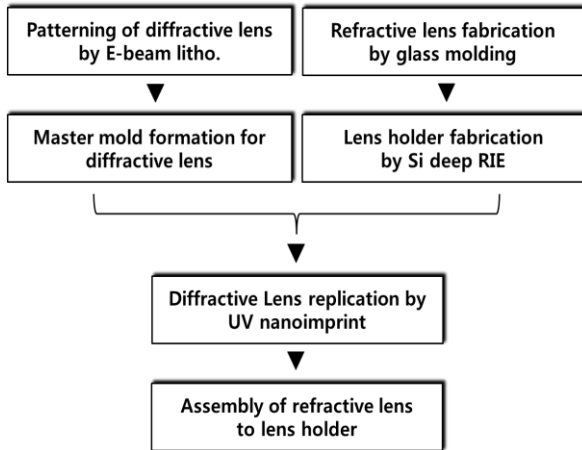 Patterning of diffractive lens
by E-beam litho.
Refractive lens fabrication
by glass molding
Master mold formation for
diffractive lens
Lens holder fabrication
by Si deep RIE
Diffractive Lens replication by
UV nanoimprint
Assembly of refractive lens
to lens holder